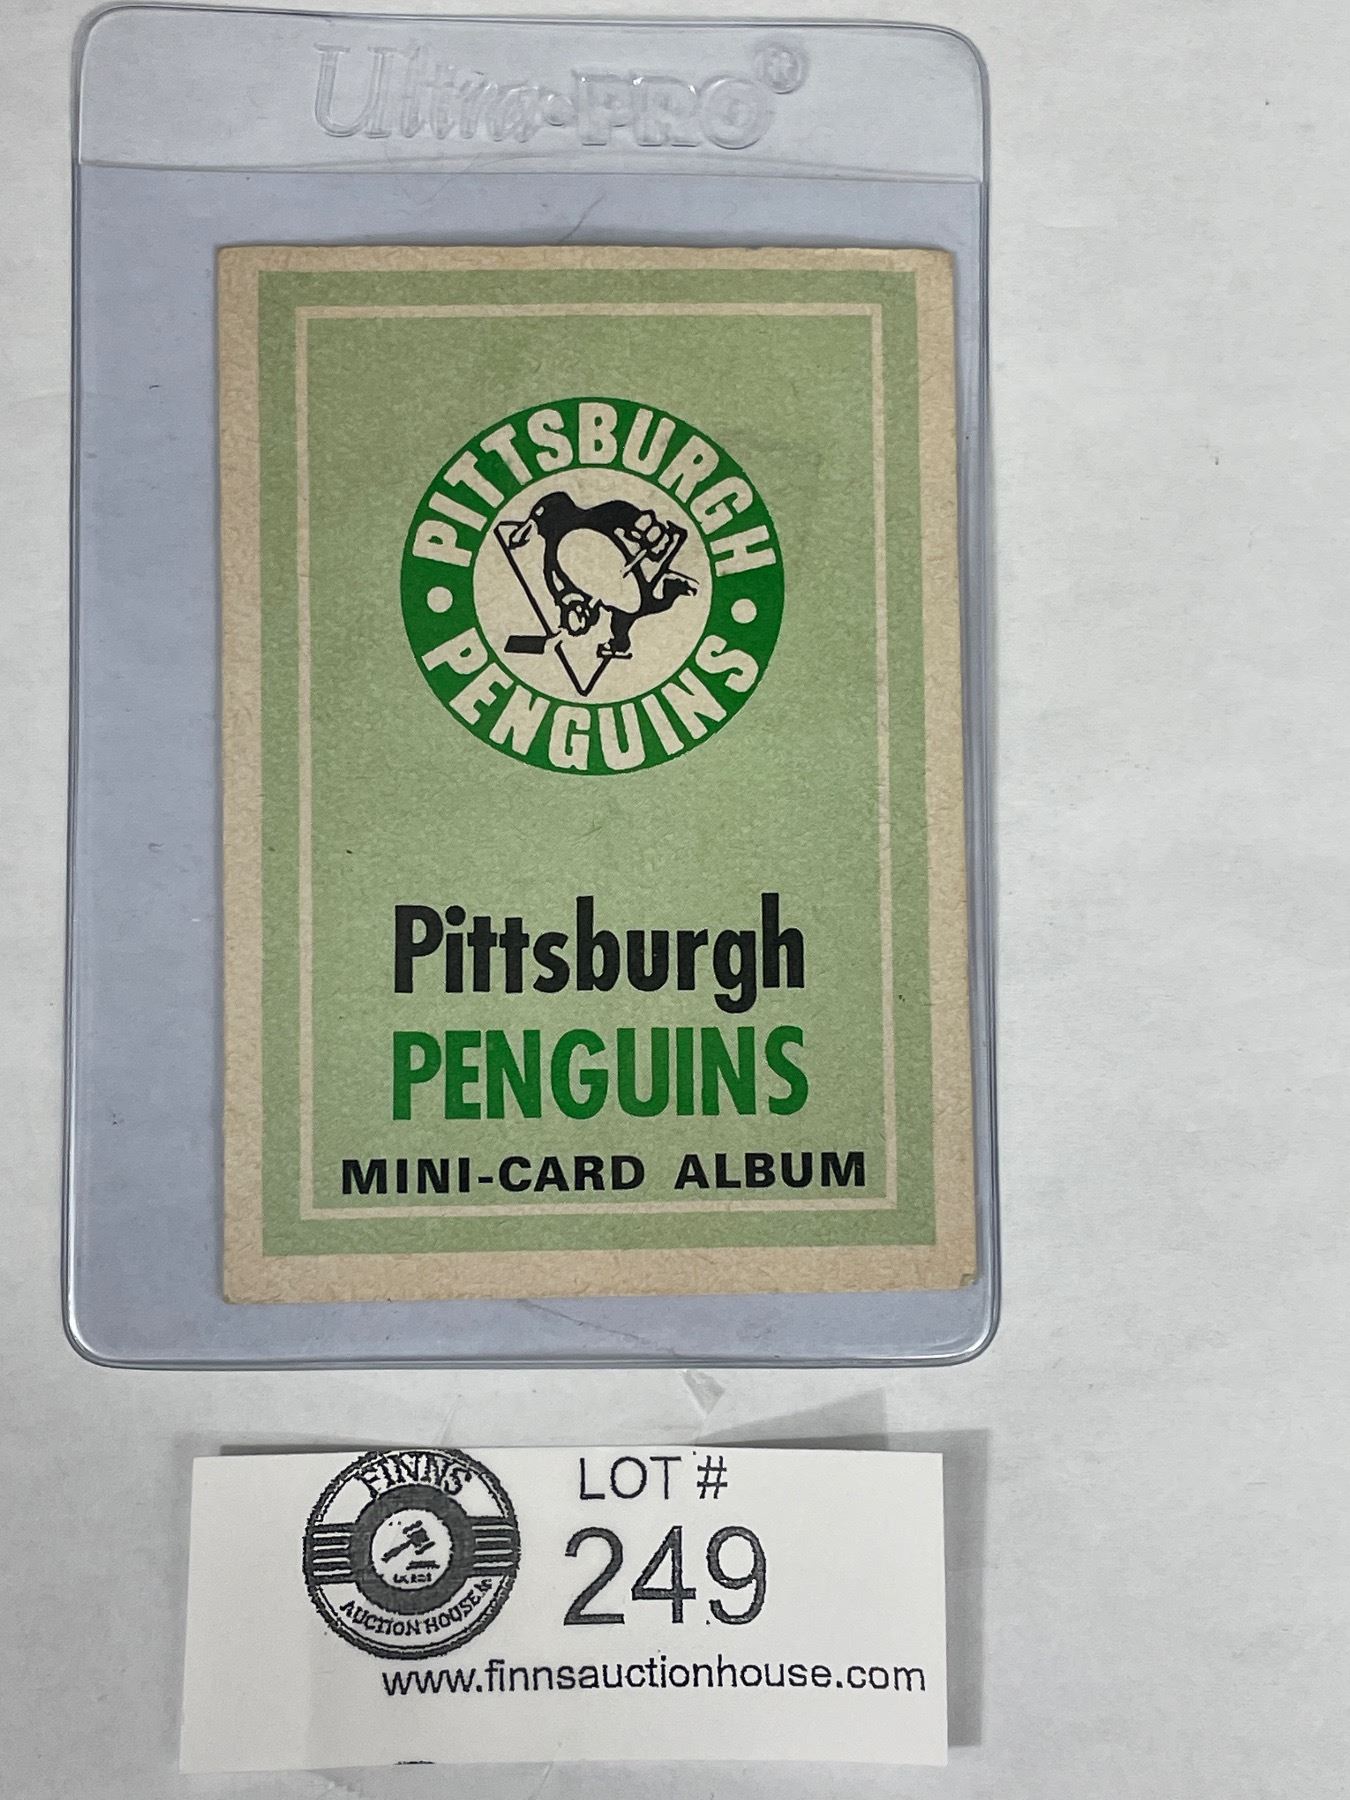 Ultra•PRO®
PITTSBURGH
PENGUINS
Pittsburgh
PENGUINS
MINI-CARD ALBUM
FINNS
AUCTION HOUSE
LOT #
249
www.finnsauctionhouse.com